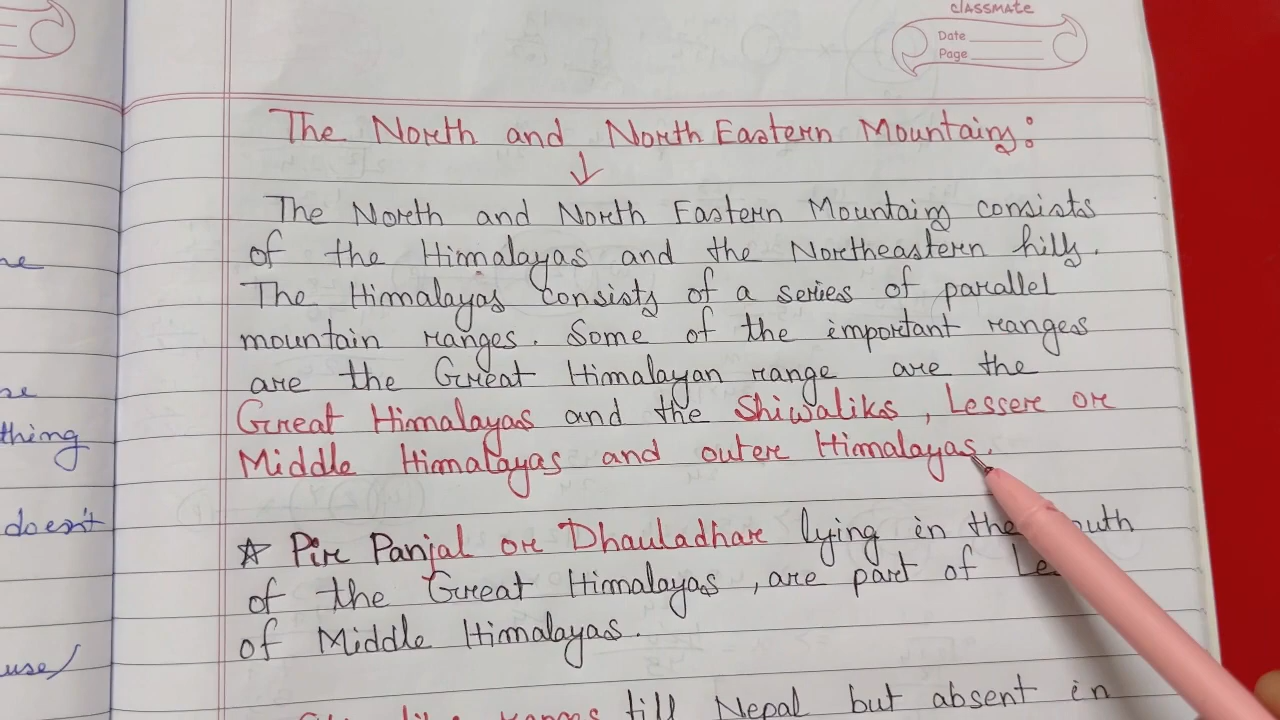 classmate
Date
Page
The North and North Eastern Mountains:
The North and North Eastern Mountains consists
of the Himalayas and the Northeastern hills.
The Himalayas consists of a series of parallel
mountain ranges. Some of the important ranges
are the Great Himalayan range are the
Great Himalayas and the Shiwaliks, Lesser or
Middle Himalayas and outer Himalayas.
☆ Pir Panjal or Dhauladhar lying in the
of the Great Himalayas, are part of
of Middle Himalayas.
till Nepal but absent in
thing
doesn't
use/